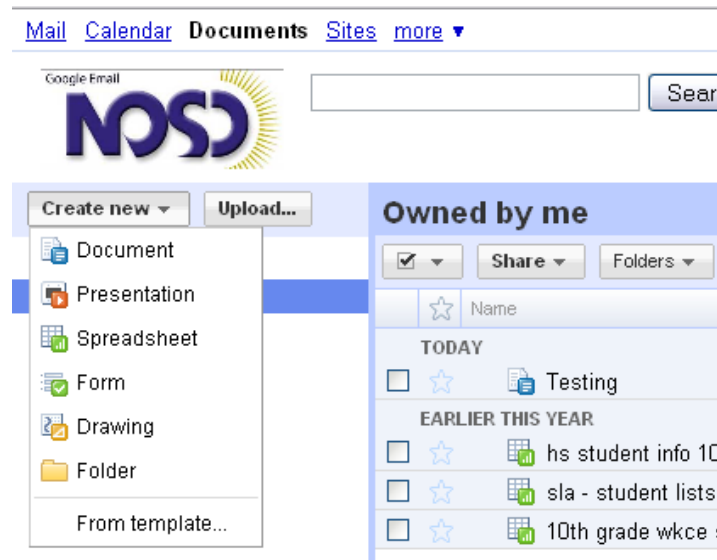 Mail Calendar Documents Sites more
Google Email
NOSD
Sear
Create new Upload...
Owned by me
Document
Share Folders
Presentation
Name
Spreadsheet
TODAY
Form
Testing
Drawing
EARLIER THIS YEAR
Folder
hs student info 10
sla - student lists
From template...
10th grade wkce